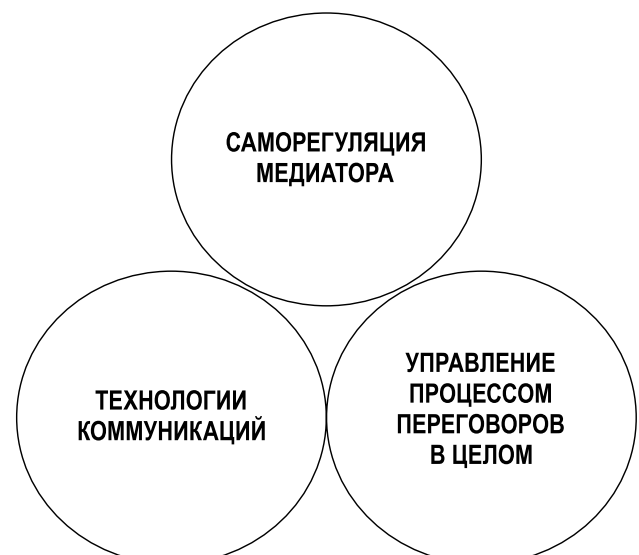 САМОРЕГУЛЯЦИЯ
МЕДИАТОРА
ТЕХНОЛОГИИ
КОММУНИКАЦИЙ
УПРАВЛЕНИЕ
ПРОЦЕССОМ
ПЕРЕГОВОРОВ
В ЦЕЛОМ